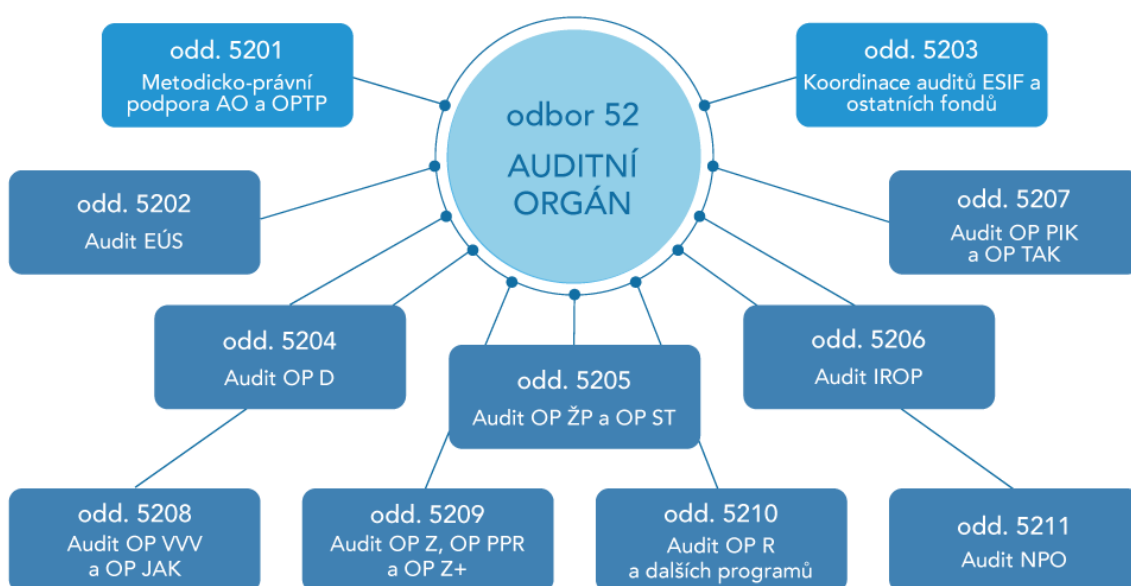 odd. 5201
Metodicko-právní
podpora AO a OPTP
odbor 52
AUDITNÍ
ORGÁN
odd. 5203
Koordinace auditů ESIF a
ostatních fondů
odd. 5202
Audit EÚS
odd. 5207
Audit OP PIK
a OP TAK
odd. 5204
Audit OP D
odd. 5205
Audit OP ŽP a OP ST
odd. 5206
Audit IROP
odd. 5208
Audit OP VVV
a OP JAK
odd. 5209
Audit OP Z, OP PPR
a OP Z+
odd. 5210
Audit OP R
a dalších programů
odd. 5211
Audit NPO